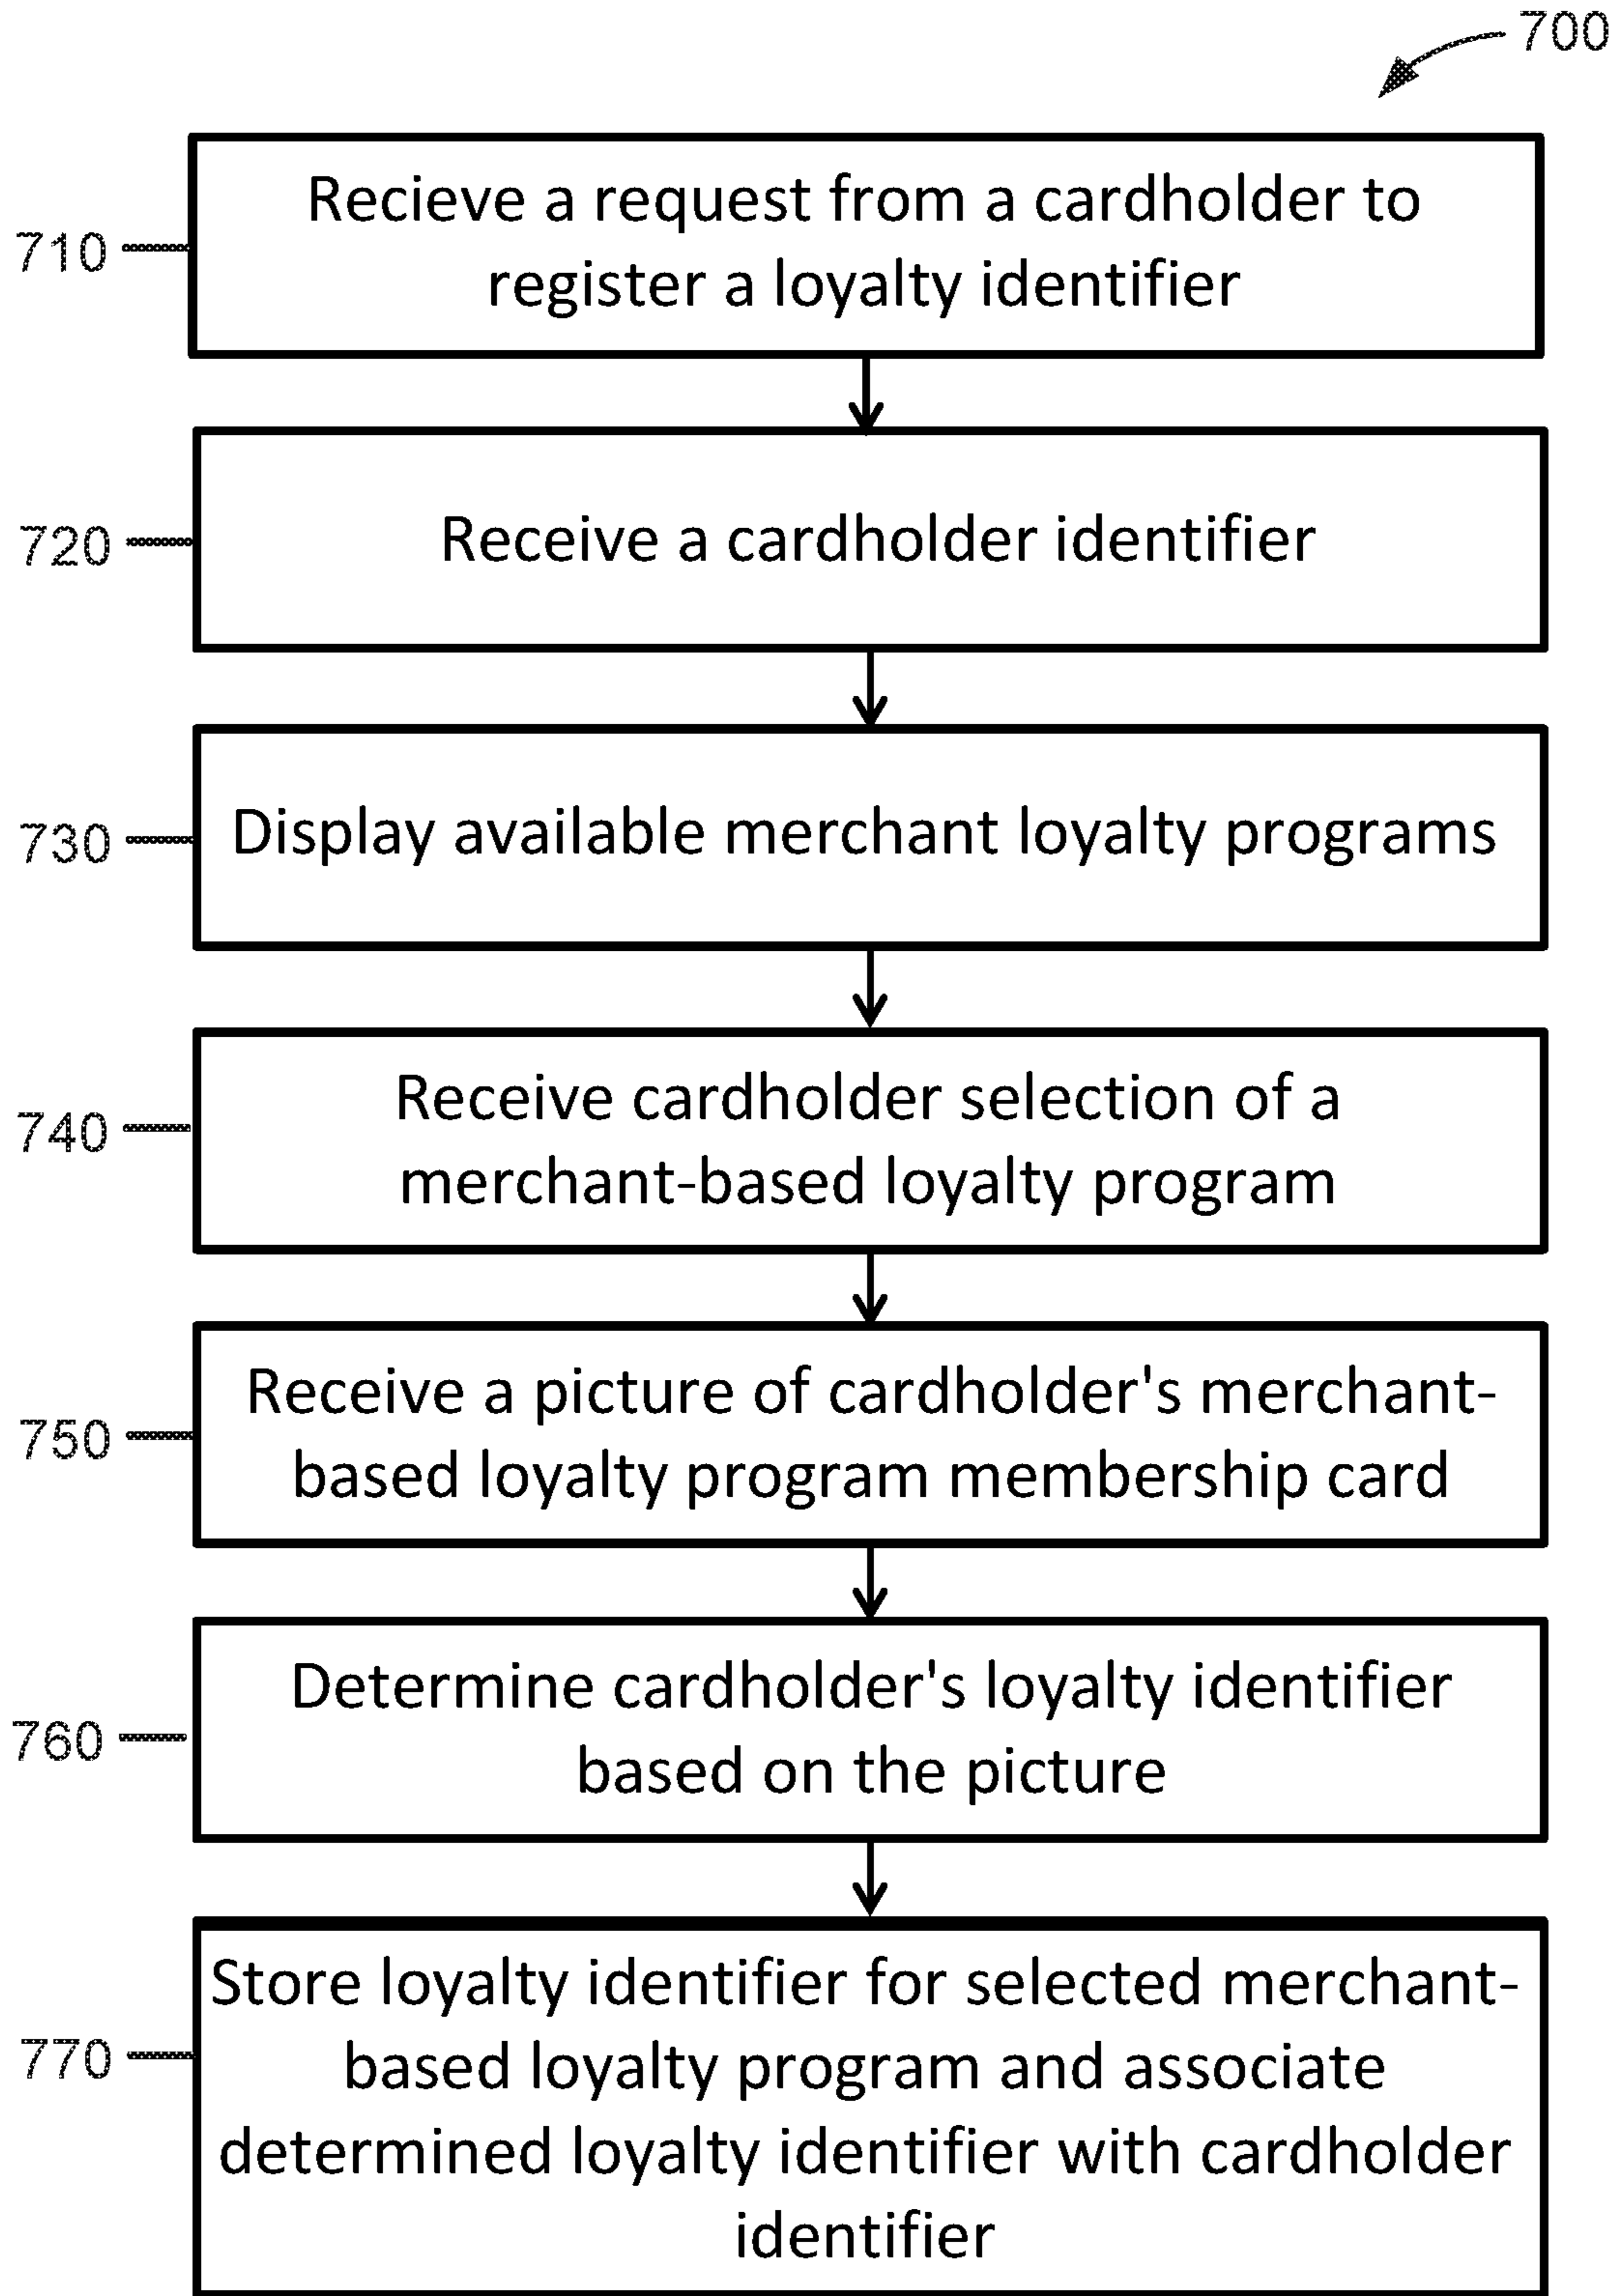 700
710
Recieve a request from a cardholder to
register a loyalty identifier
720
Receive a cardholder identifier
730
Display available merchant loyalty programs
740
Receive cardholder selection of a
merchant-based loyalty program
750
Receive a picture of cardholder's merchant-
based loyalty program membership card
760
Determine cardholder's loyalty identifier
based on the picture
770
Store loyalty identifier for selected merchant-
based loyalty program and associate
determined loyalty identifier with cardholder
identifier